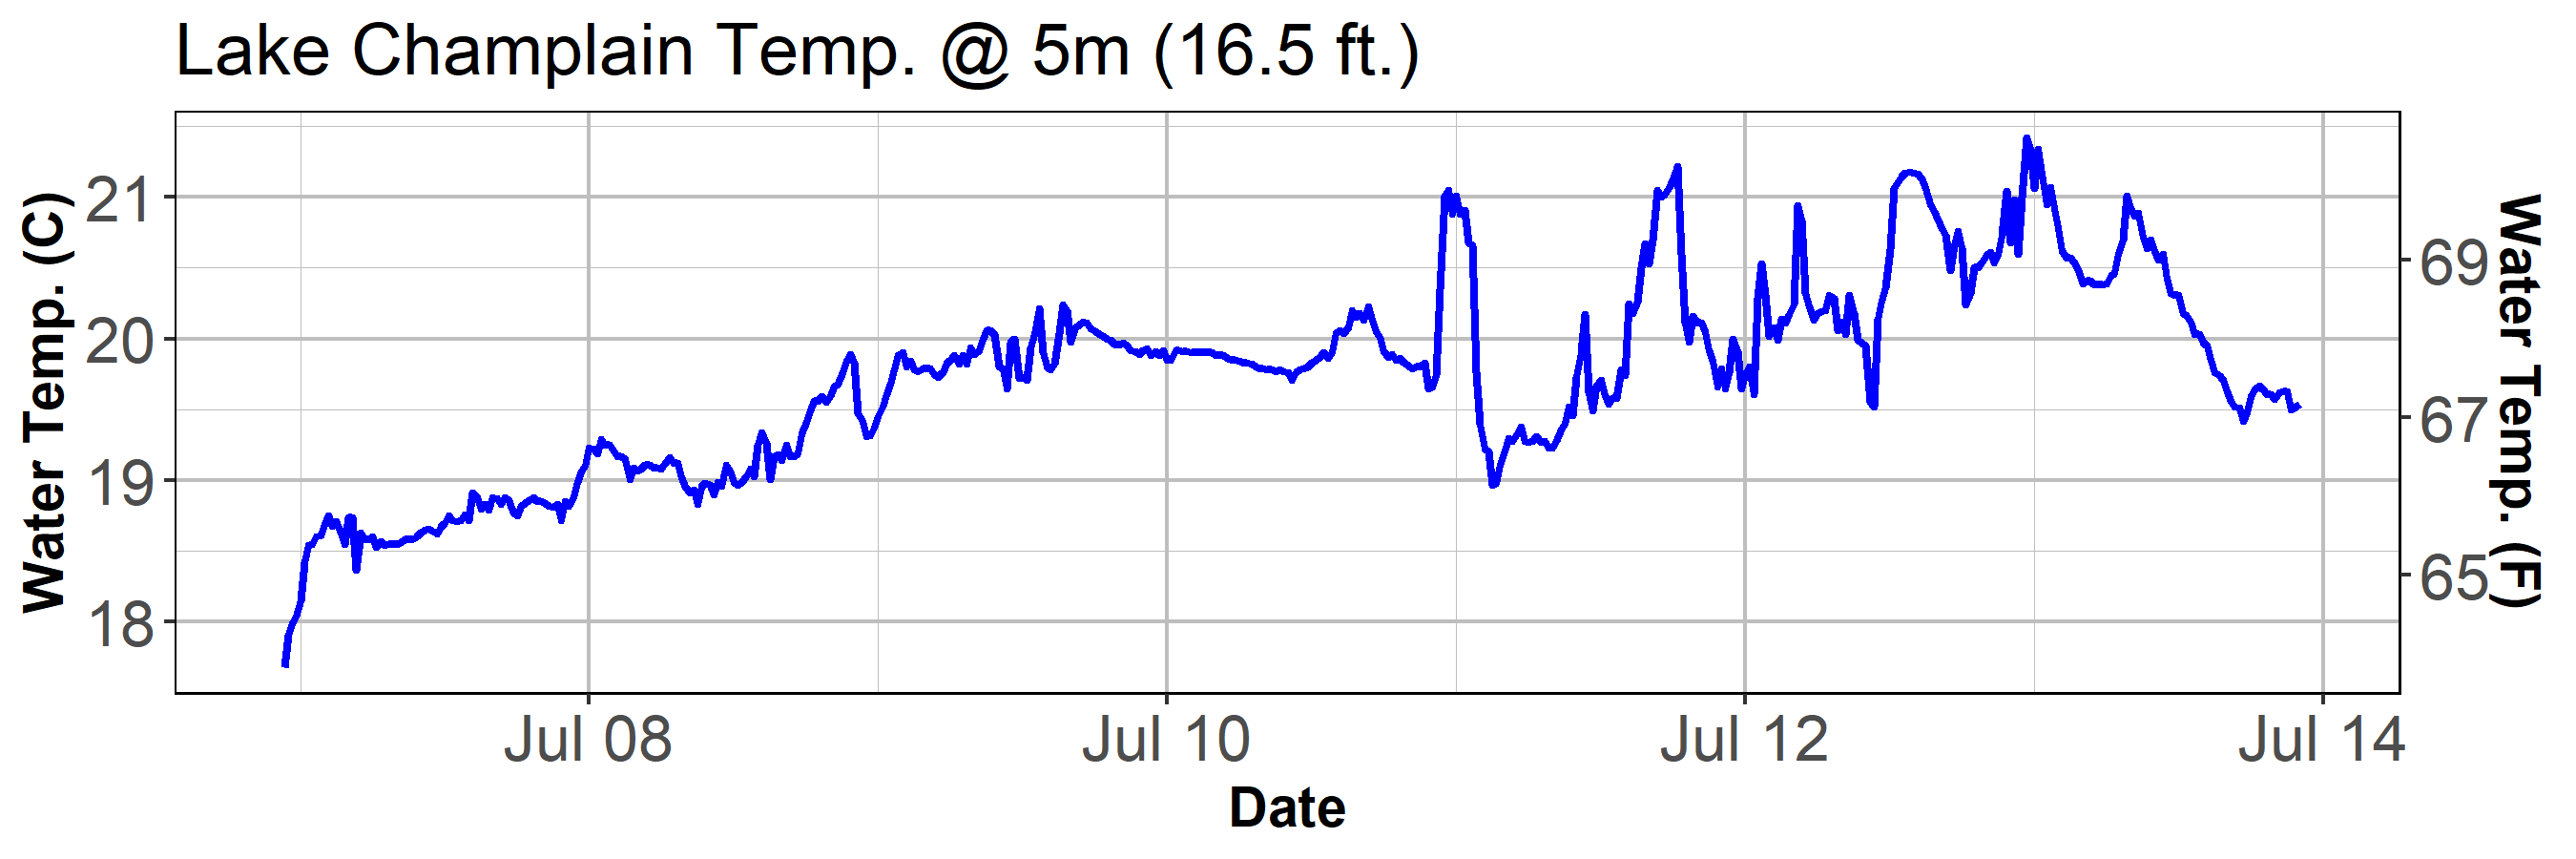 Lake Champlain Temp. @ 5m (16.5 ft.)
Water Temp. (C)
21
20
19
18
69
67
65
Water Temp. (F)
Jul 08
Jul 10
Jul 12
Jul 14
Date